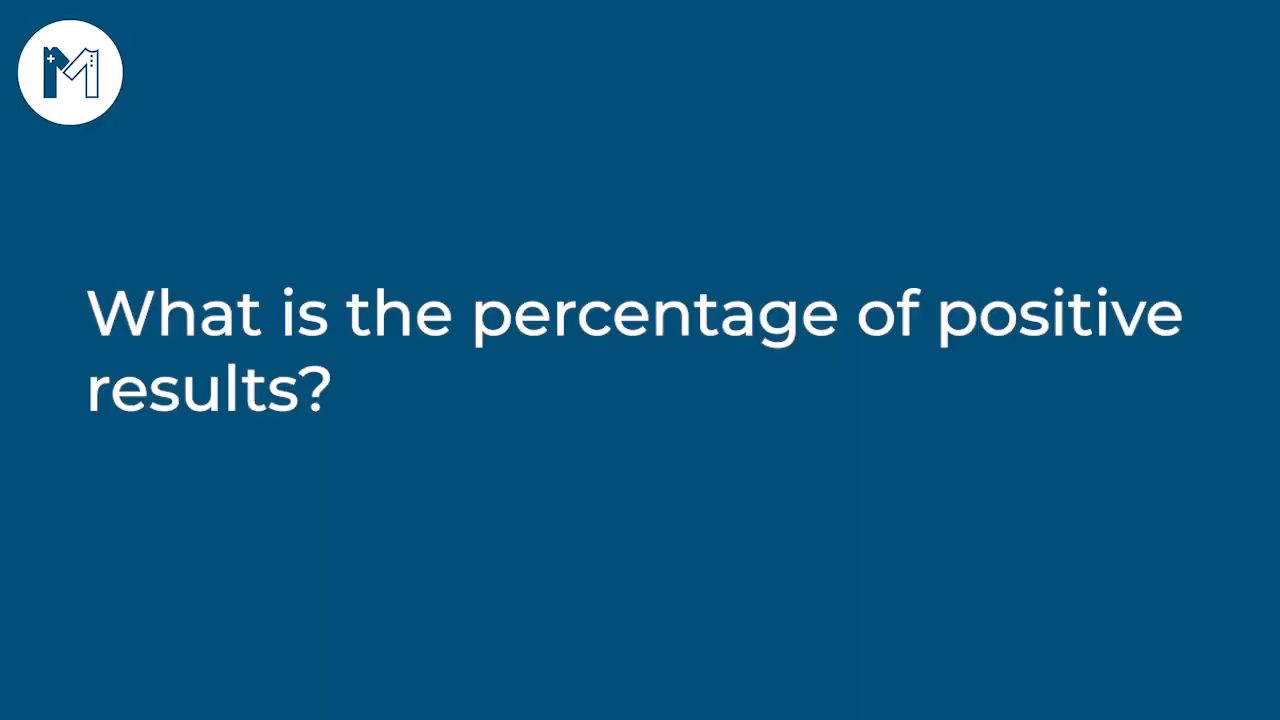 What is the percentage of positive
results?